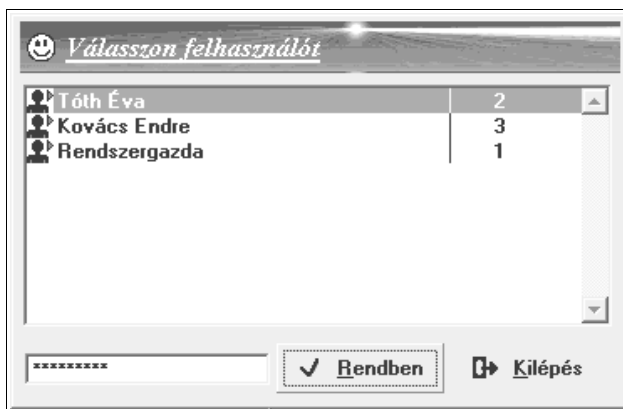 Válasszon felhasználót
Tóth Éva 2
Kovács Endre 3
Rendszergazda 1
********* Rendben Kilépés